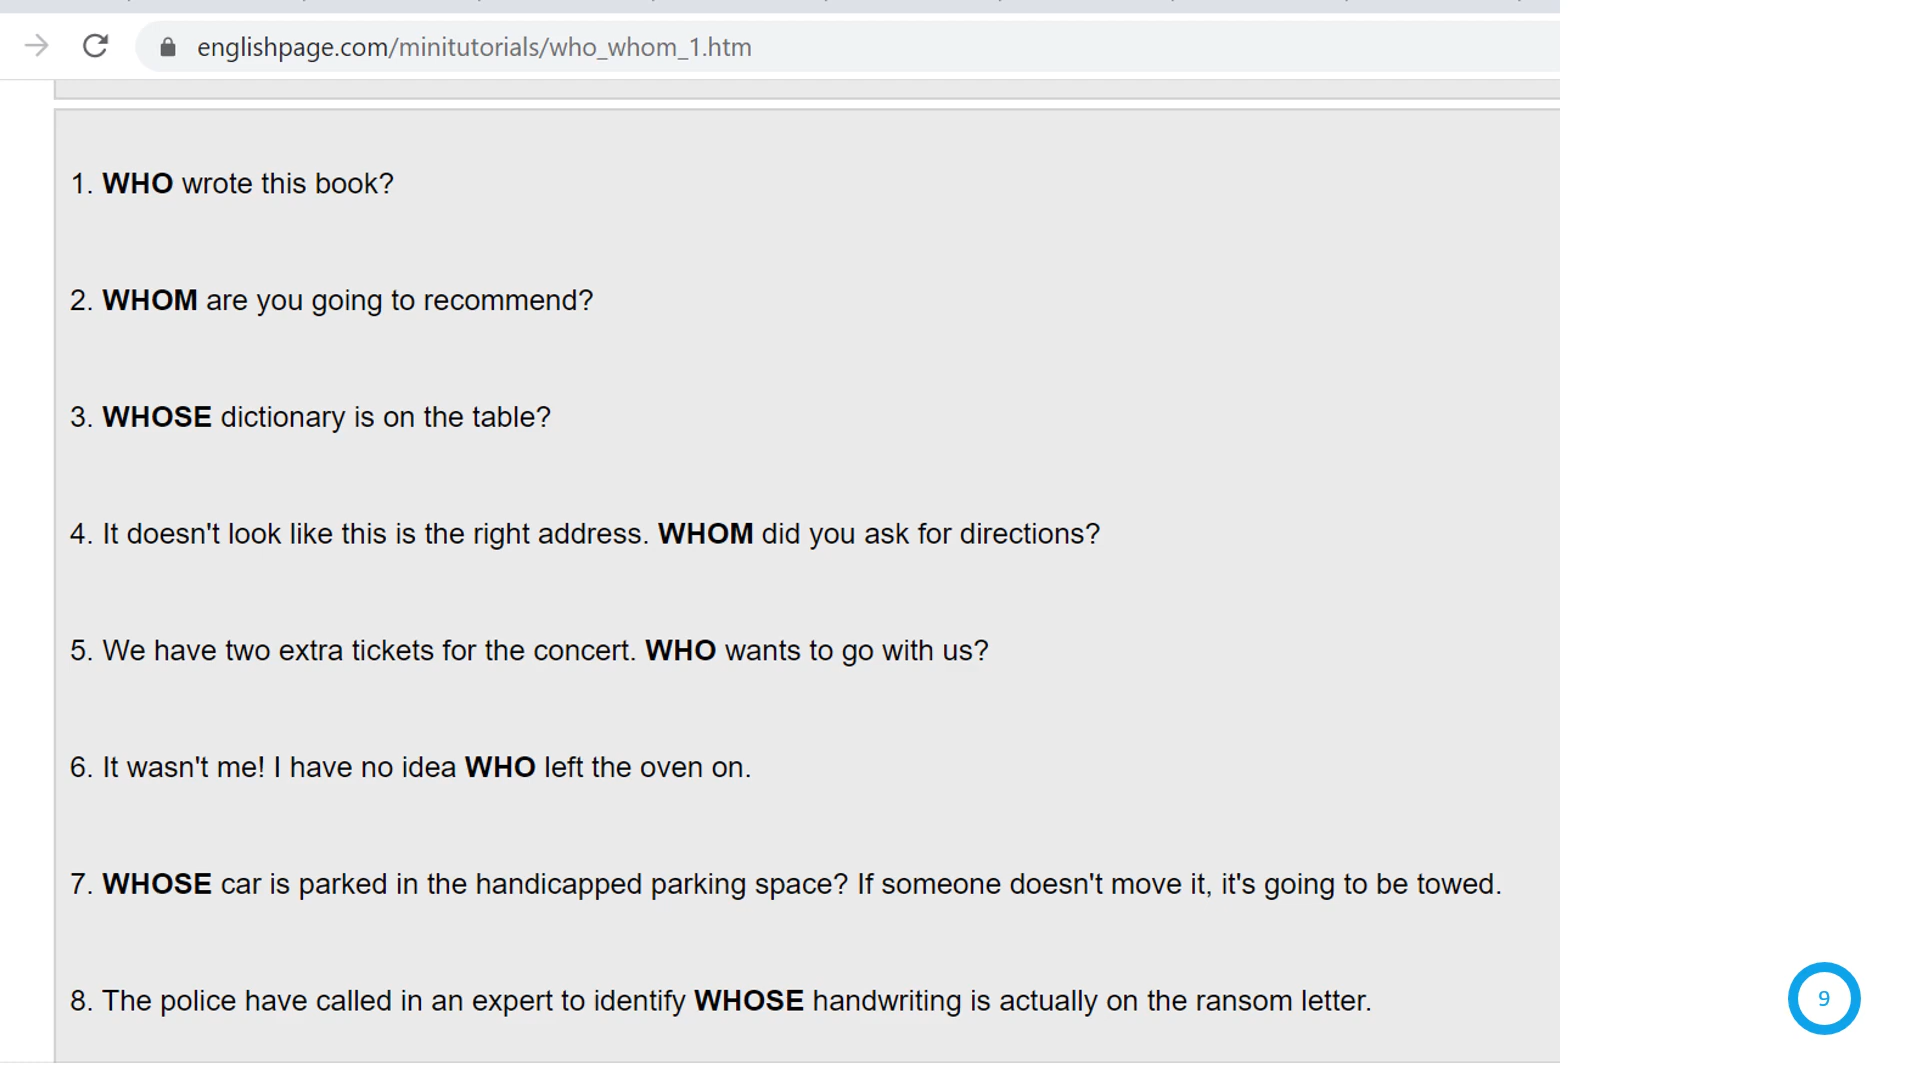 englishpage.com/minitutorials/who_whom_1.htm
1. WHO wrote this book?
2. WHOM are you going to recommend?
3. WHOSE dictionary is on the table?
4. It doesn't look like this is the right address. WHOM did you ask for directions?
5. We have two extra tickets for the concert. WHO wants to go with us?
6. It wasn't me! I have no idea WHO left the oven on.
7. WHOSE car is parked in the handicapped parking space? If someone doesn't move it, it's going to be towed.
8. The police have called in an expert to identify WHOSE handwriting is actually on the ransom letter.
9